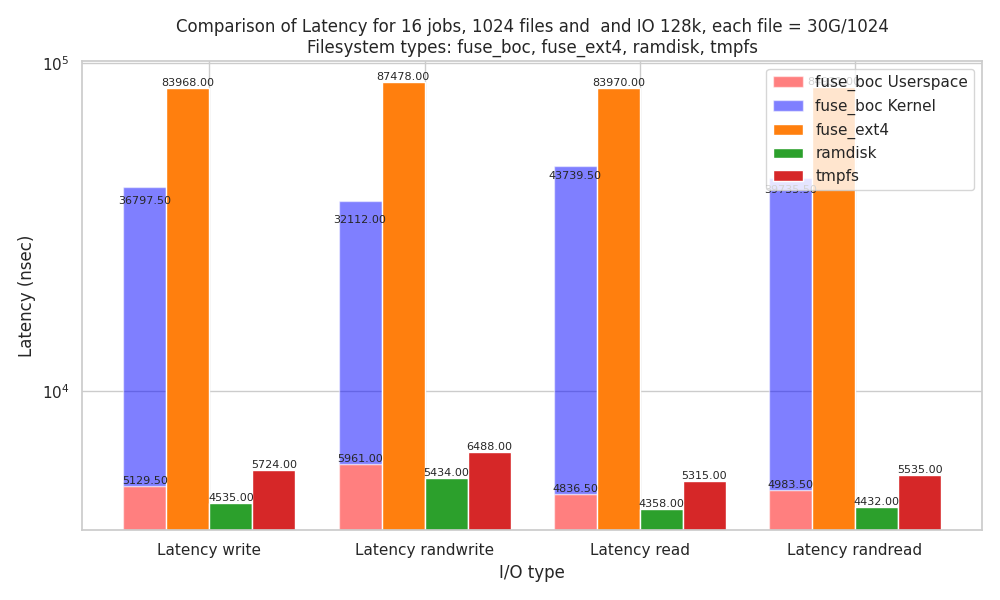 Comparison of Latency for 16 jobs, 1024 files and  and IO 128k, each file = 30G/1024
Filesystem types: fuse_boc, fuse_ext4, ramdisk, tmpfs
10^5
10^4
Latency (nsec)
83968.00
87478.00
83970.00
36797.50
32112.00
43739.50
39735.50
5129.50
4535.00
5724.00
5961.00
5434.00
6488.00
4836.50
4358.00
5315.00
4983.50
4432.00
5535.00
fuse_boc Userspace
fuse_boc Kernel
fuse_ext4
ramdisk
tmpfs
Latency write
Latency randwrite
Latency read
Latency randread
I/O type